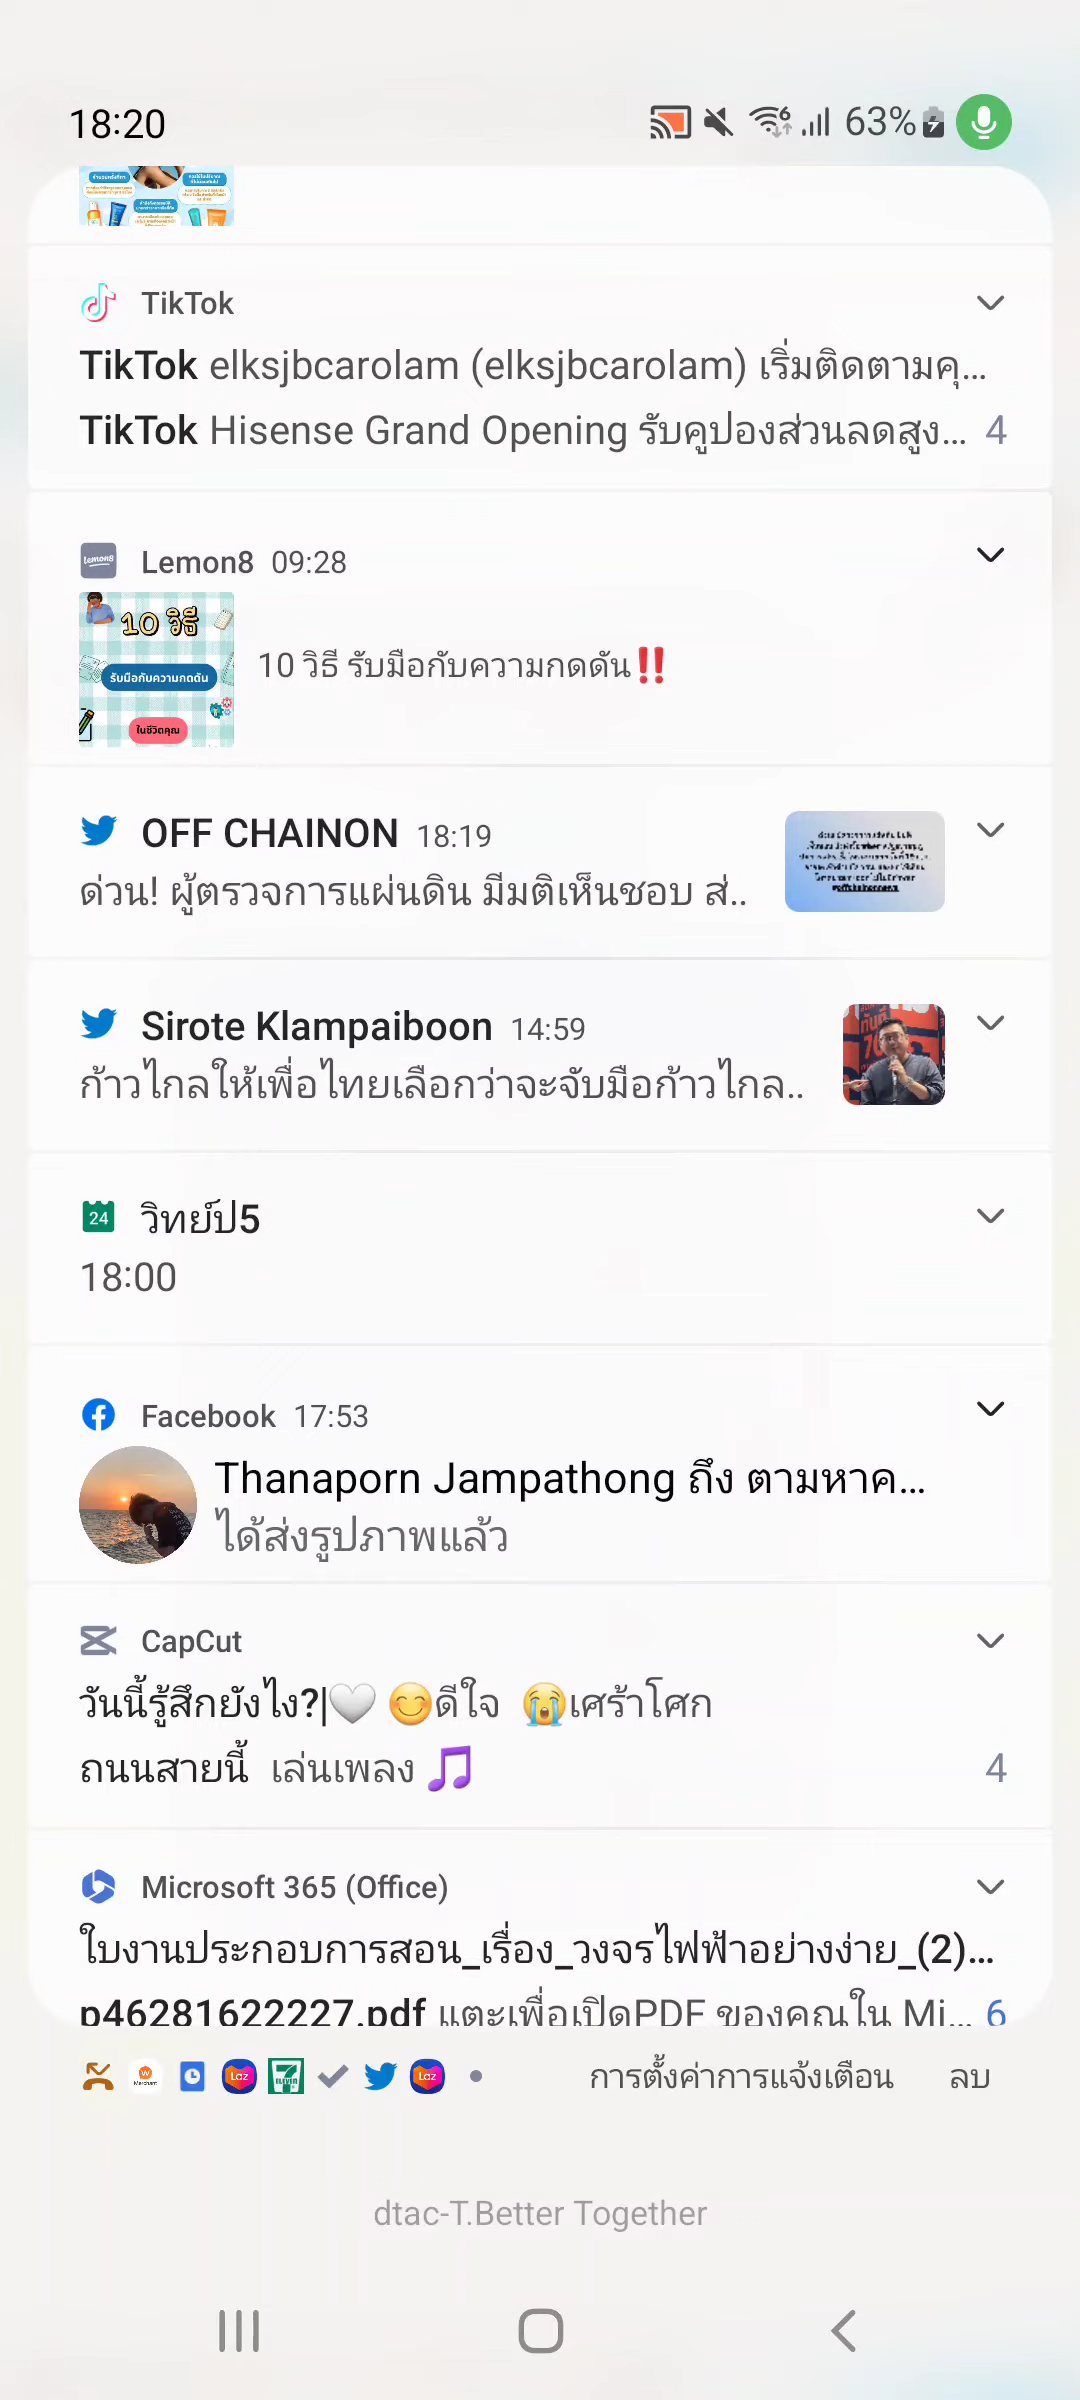 18:20
63%
TikTok
TikTok elksjbcarolam (elksjbcarolam) เริ่มติดตามคุ...
TikTok Hisense Grand Opening รับคูปองส่วนลดสูง... 4
Lemon8 09:28
10 วิธี
รับมือกับความกดดัน
ในชีวิตคุณ
10 วิธี รับมือกับความกดดัน‼️
OFF CHAINON 18:19
ด่วน! ผู้ตรวจการแผ่นดิน มีมติเห็นชอบ ส่..
Sirote Klampaiboon 14:59
ก้าวไกลให้เพื่อไทยเลือกว่าจะจับมือก้าวไกล..
24 วิทย์ป5
18:00
Facebook 17:53
Thanaporn Jampathong ถึง ตามหาค...
ได้ส่งรูปภาพแล้ว
CapCut
วันนี้รู้สึกยังไง?|🤍 😊ดีใจ 😭เศร้าโศก
ถนนสายนี้ เล่นเพลง 🎵 4
Microsoft 365 (Office)
ใบงานประกอบการสอน_เรื่อง_วงจรไฟฟ้าอย่างง่าย_(2)...
p46281622227.pdf แตะเพื่อเปิดPDF ของคุณใน Mi... 6
Laz
7 ELEVEN
Laz
การตั้งค่าการแจ้งเตือน ลบ
dtac-T.Better Together